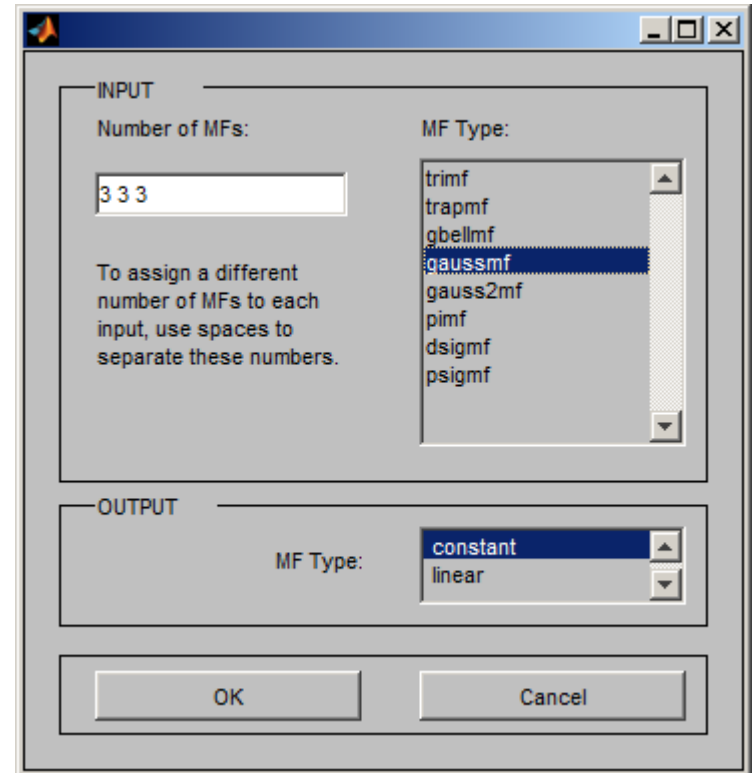 INPUT
Number of MFs:
3 3 3
To assign a different
number of MFs to each
input, use spaces to
separate these numbers.
MF Type:
trimf
trapmf
gbellmf
gaussmf
gauss2mf
pimf
dsigmf
psigmf
OUTPUT
MF Type:
constant
linear
OK
Cancel